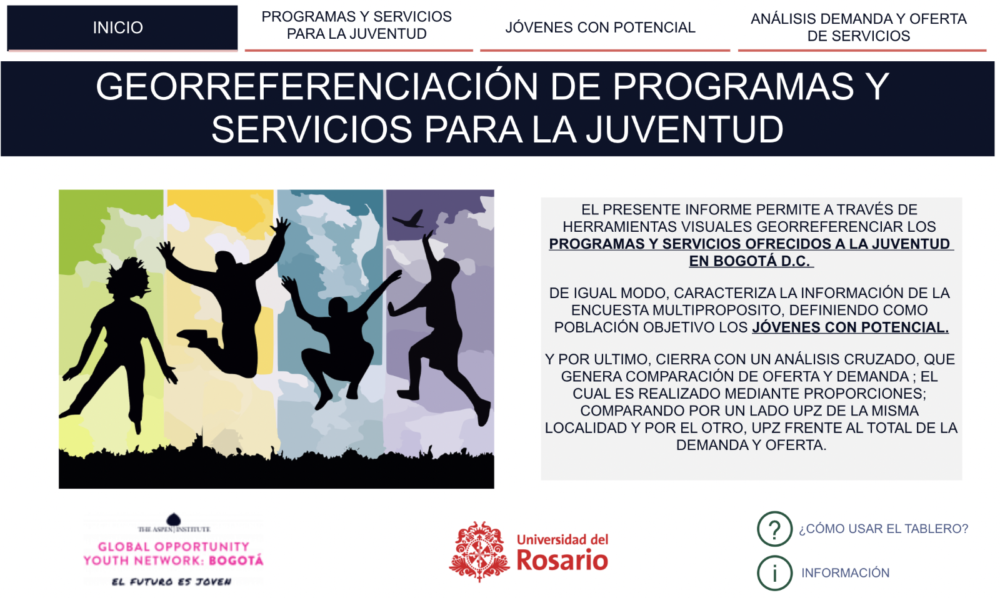 INICIO
PROGRAMAS Y SERVICIOS
PARA LA JUVENTUD
JÓVENES CON POTENCIAL
ANÁLISIS DEMANDA Y OFERTA
DE SERVICIOS
GEORREFERENCIACIÓN DE PROGRAMAS Y
SERVICIOS PARA LA JUVENTUD
EL PRESENTE INFORME PERMITE A TRAVÉS DE
HERRAMIENTAS VISUALES GEORREFERENCIAR LOS
PROGRAMAS Y SERVICIOS OFRECIDOS A LA JUVENTUD
EN BOGOTÁ D.C.
DE IGUAL MODO, CARACTERIZA LA INFORMACIÓN DE LA
ENCUESTA MULTIPROPOSITO, DEFINIENDO COMO
POBLACIÓN OBJETIVO LOS JÓVENES CON POTENCIAL.
Y POR ULTIMO, CIERRA CON UN ANÁLISIS CRUZADO, QUE
GENERA COMPARACIÓN DE OFERTA Y DEMANDA ; EL
CUAL ES REALIZADO MEDIANTE PROPORCIONES;
COMPARANDO POR UN LADO UPZ DE LA MISMA
LOCALIDAD Y POR EL OTRO, UPZ FRENTE AL TOTAL DE LA
DEMANDA Y OFERTA.
THE ASPEN INSTITUTE
GLOBAL OPPORTUNITY
YOUTH NETWORK: BOGOTÁ
EL FUTURO ES JOVEN
Universidad del
Rosario
? ¿CÓMO USAR EL TABLERO?
i INFORMACIÓN